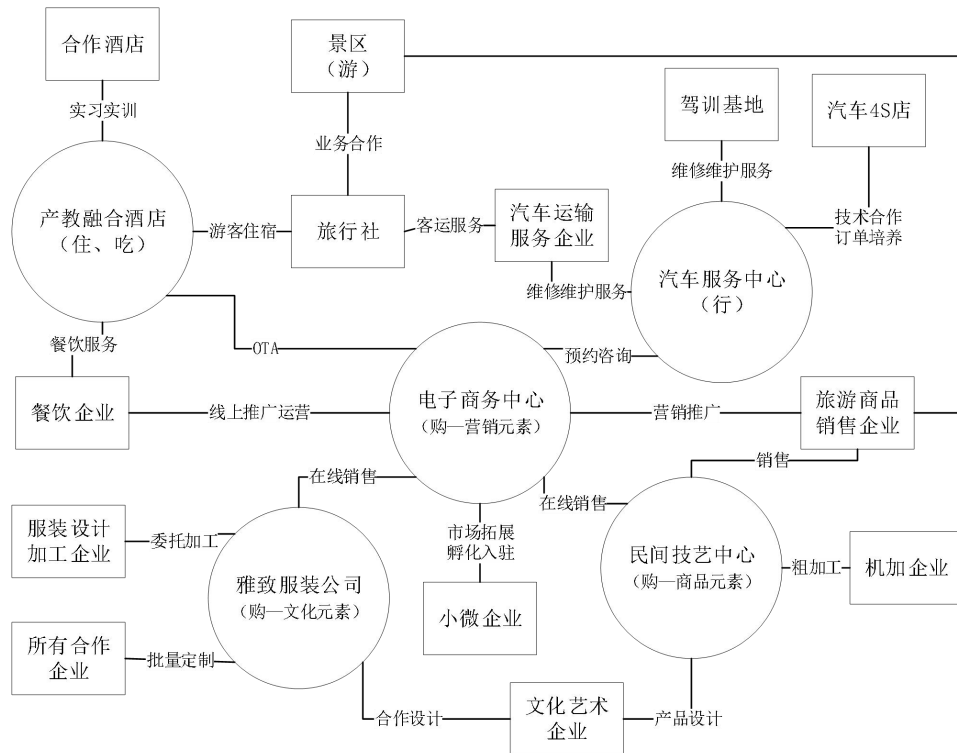 合作酒店
景区
（游）
驾训基地
汽车4S店
实习实训
业务合作
维修维护服务
产教融合酒店
（住、吃）
游客住宿
旅行社
客运服务
汽车运输
服务企业
技术合作
订单培养
汽车服务中心
（行）
维修维护服务
餐饮服务
OTA
预约咨询
餐饮企业
线上推广运营
电子商务中心
（购—营销元素）
营销推广
旅游商品
销售企业
在线销售
销售
在线销售
服装设计
加工企业
委托加工
市场拓展
孵化入驻
民间技艺中心
（购—商品元素）
粗加工
机加企业
雅致服装公司
（购—文化元素）
小微企业
所有合作
企业
批量定制
合作设计
文化艺术
企业
产品设计